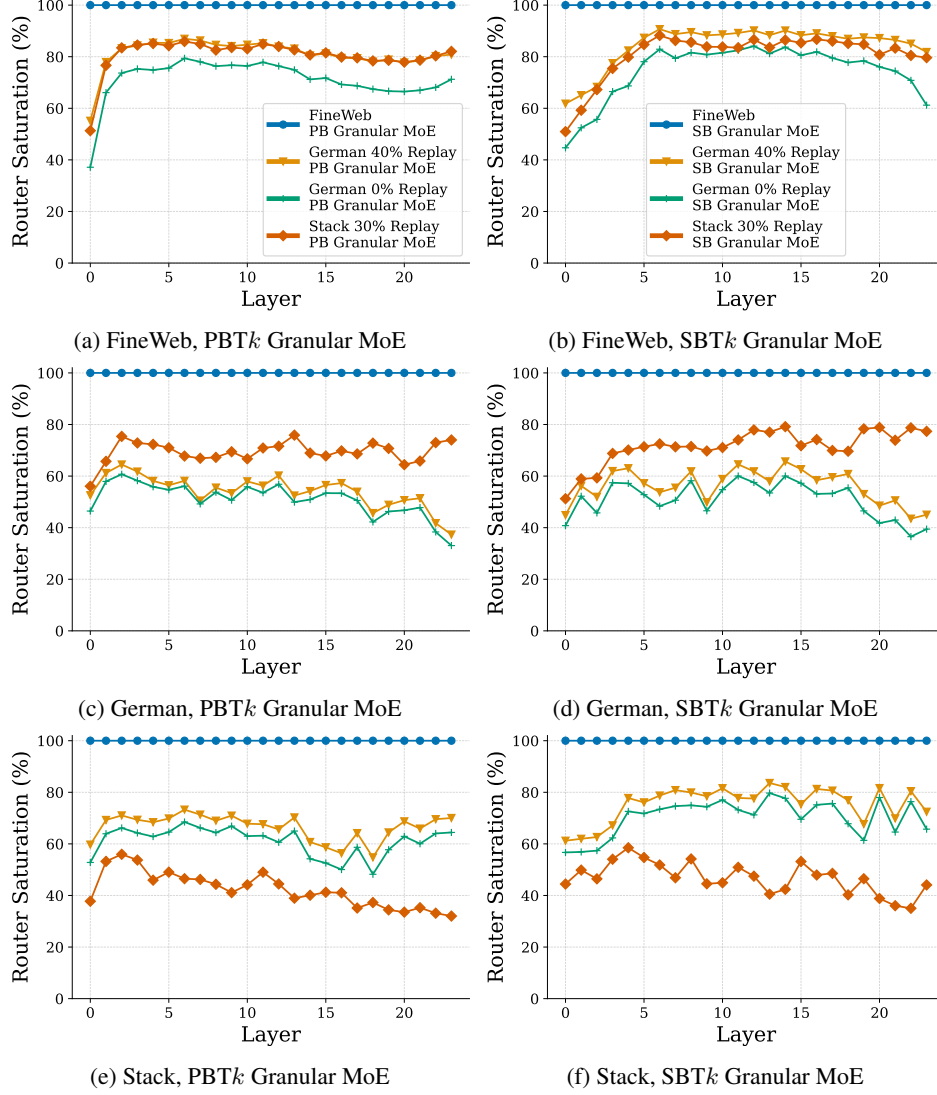 100
80
60
40
20
0
Router Saturation (%)
0 5 10 15 20
Layer
FineWeb
PB Granular MoE
German 40% Replay
PB Granular MoE
German 0% Replay
PB Granular MoE
Stack 30% Replay
PB Granular MoE
(a) FineWeb, PBTk Granular MoE
100
80
60
40
20
0
Router Saturation (%)
0 5 10 15 20
Layer
FineWeb
SB Granular MoE
German 40% Replay
SB Granular MoE
German 0% Replay
SB Granular MoE
Stack 30% Replay
SB Granular MoE
(b) FineWeb, SBTk Granular MoE
100
80
60
40
20
0
Router Saturation (%)
0 5 10 15 20
Layer
(c) German, PBTk Granular MoE
100
80
60
40
20
0
Router Saturation (%)
0 5 10 15 20
Layer
(d) German, SBTk Granular MoE
100
80
60
40
20
0
Router Saturation (%)
0 5 10 15 20
Layer
(e) Stack, PBTk Granular MoE
100
80
60
40
20
0
Router Saturation (%)
0 5 10 15 20
Layer
(f) Stack, SBTk Granular MoE